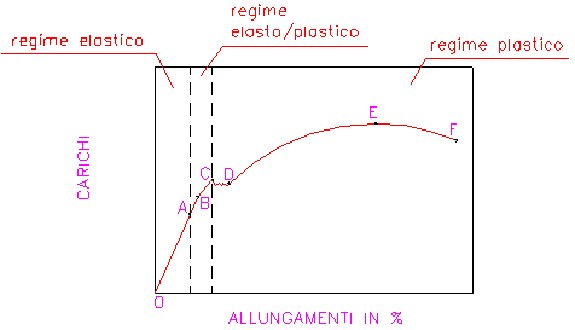 regime
elasto/plastico
regime elastico
regime plastico
CARICHI
E
F
C
D
A
B
O
ALLUNGAMENTI IN %